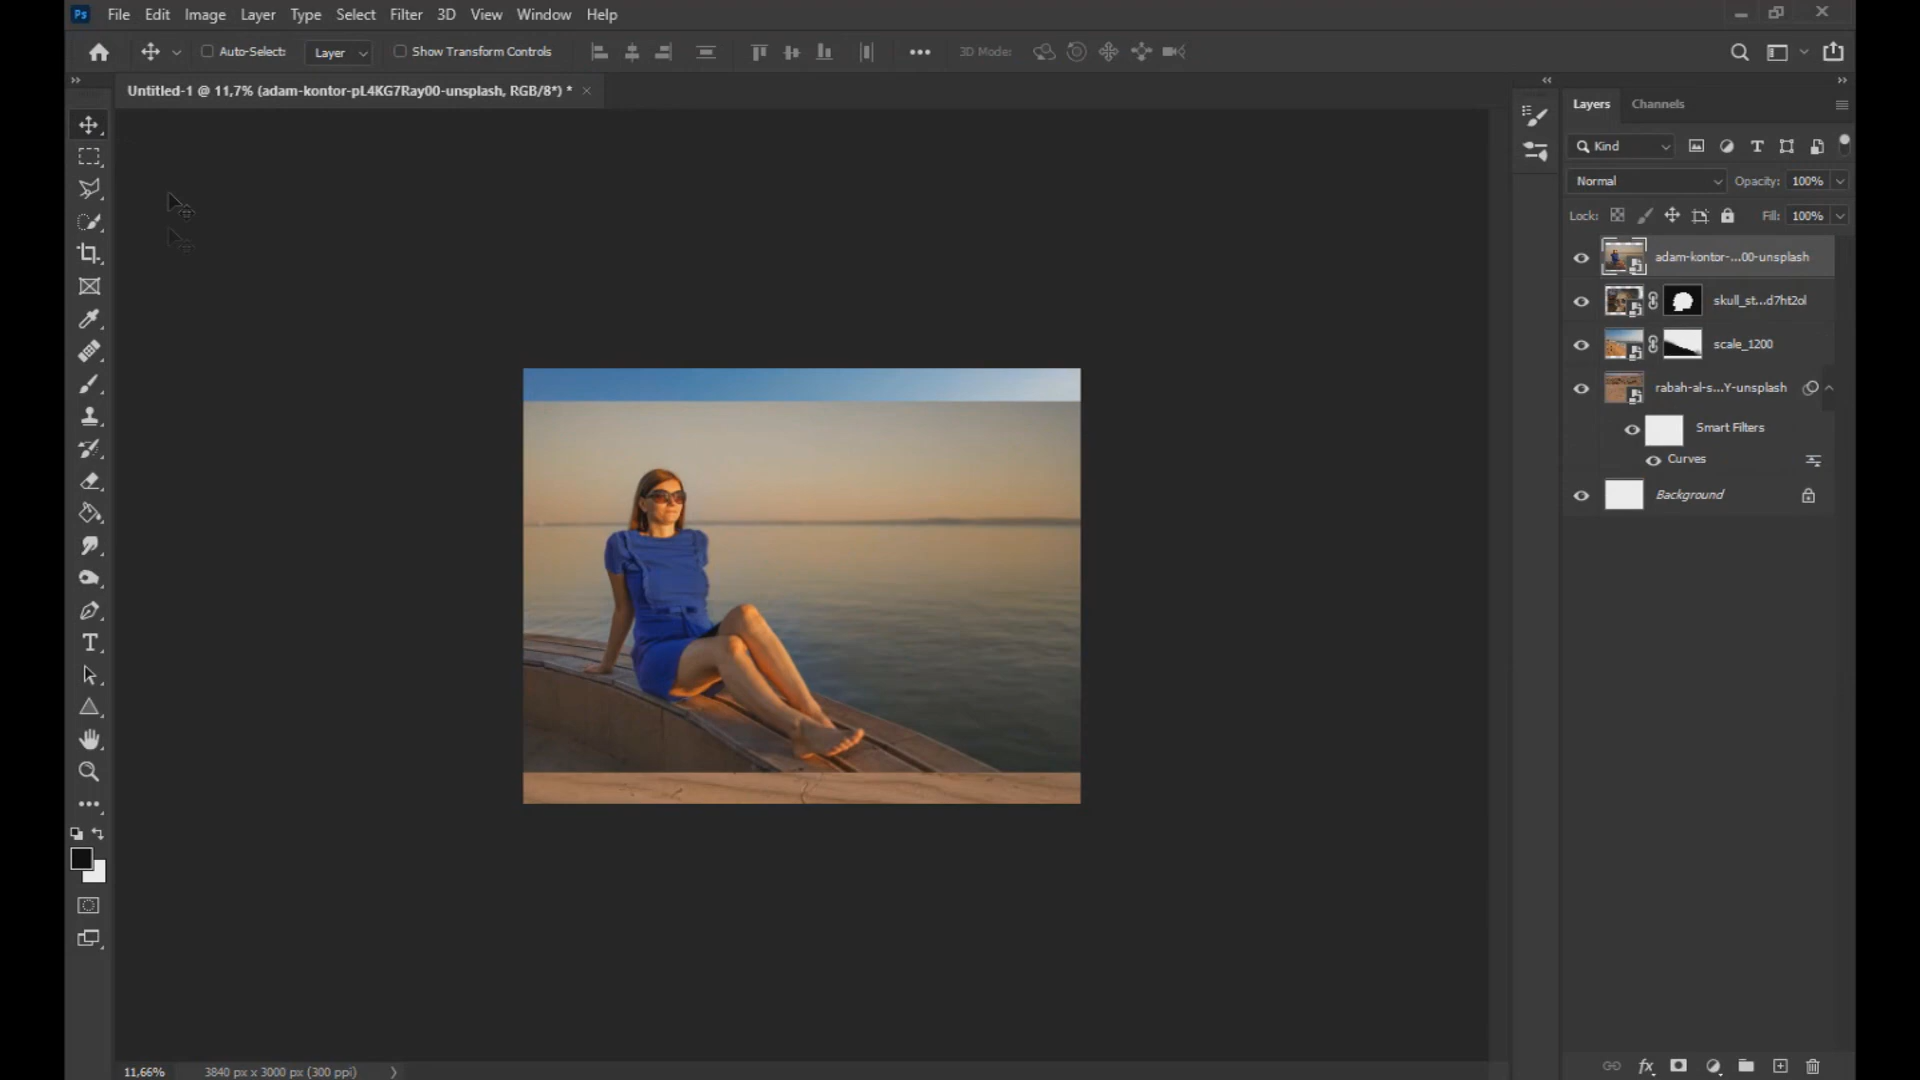 Ps File Edit Image Layer Type Select Filter 3D View Window Help
Auto-Select: Layer Show Transform Controls 3D Mode:
Untitled-1 @ 11,7% (adam-kontor-pL4KG7Ray00-unsplash, RGB/8*) *
Layers Channels
Kind
Normal Opacity: 100%
Lock: Fill: 100%
adam-kontor-...00-unsplash
skull_st...d7ht2ol
scale_1200
rabah-al-s...Y-unsplash
Smart Filters
Curves
Background
11,66% 3840 px x 3000 px (300 ppi)